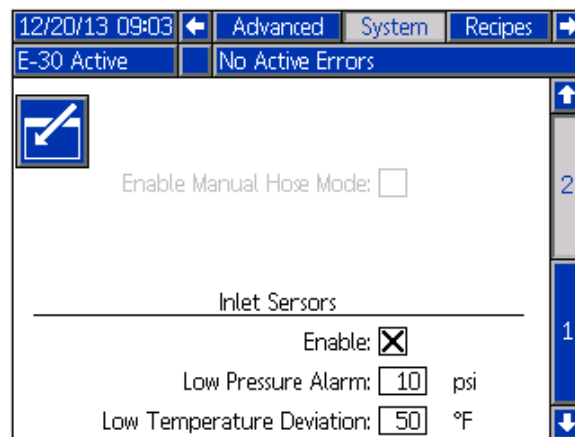 12/20/13 09:03 Advanced System Recipes
E-30 Active No Active Errors
Enable Manual Hose Mode:
2
Inlet Sersors
Enable:
1
Low Pressure Alarm: 10 psi
Low Temperature Deviation: 50 °F